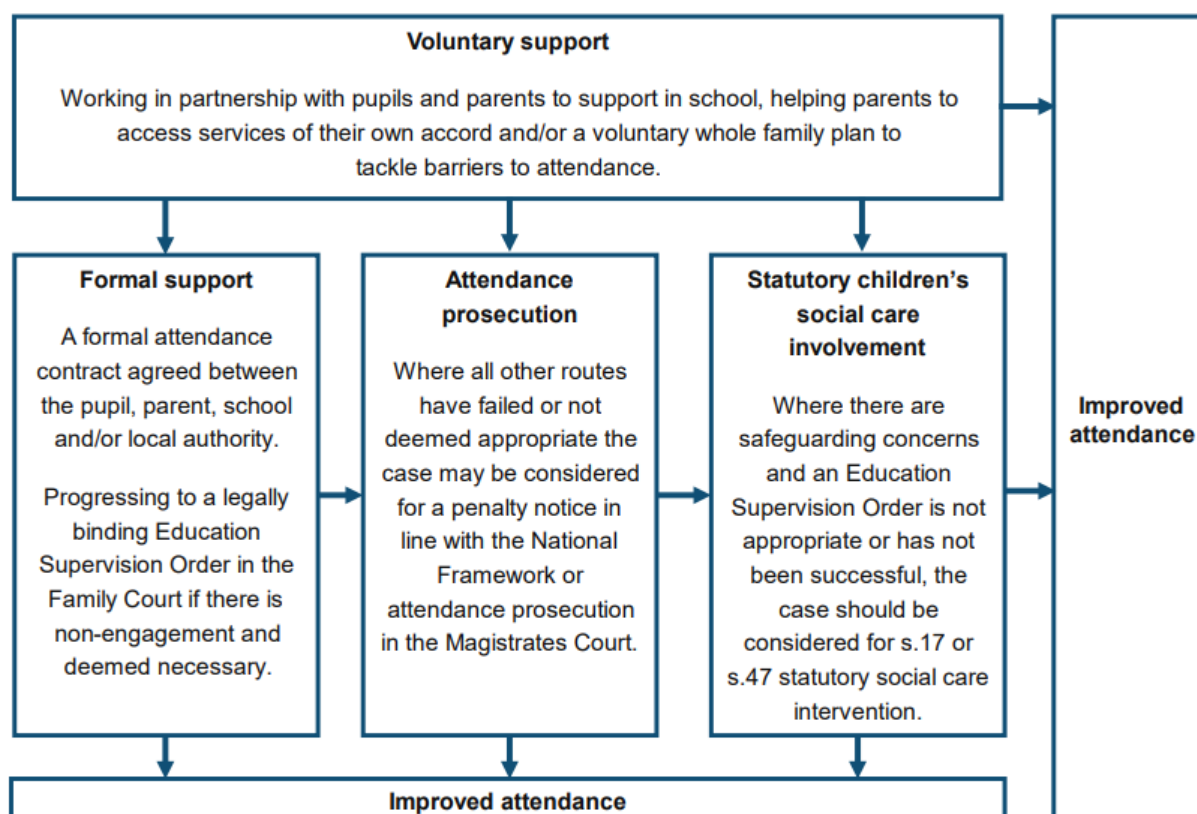 Voluntary support
Working in partnership with pupils and parents to support in school, helping parents to
access services of their own accord and/or a voluntary whole family plan to
tackle barriers to attendance.
Formal support
A formal attendance
contract agreed between
the pupil, parent, school
and/or local authority.
Progressing to a legally
binding Education
Supervision Order in the
Family Court if there is
non-engagement and
deemed necessary.
Attendance
prosecution
Where all other routes
have failed or not
deemed appropriate the
case may be considered
for a penalty notice in
line with the National
Framework or
attendance prosecution
in the Magistrates Court.
Statutory children’s
social care
involvement
Where there are
safeguarding concerns
and an Education
Supervision Order is not
appropriate or has not
been successful, the
case should be
considered for s.17 or
s.47 statutory social care
intervention.
Improved
attendance
Improved attendance